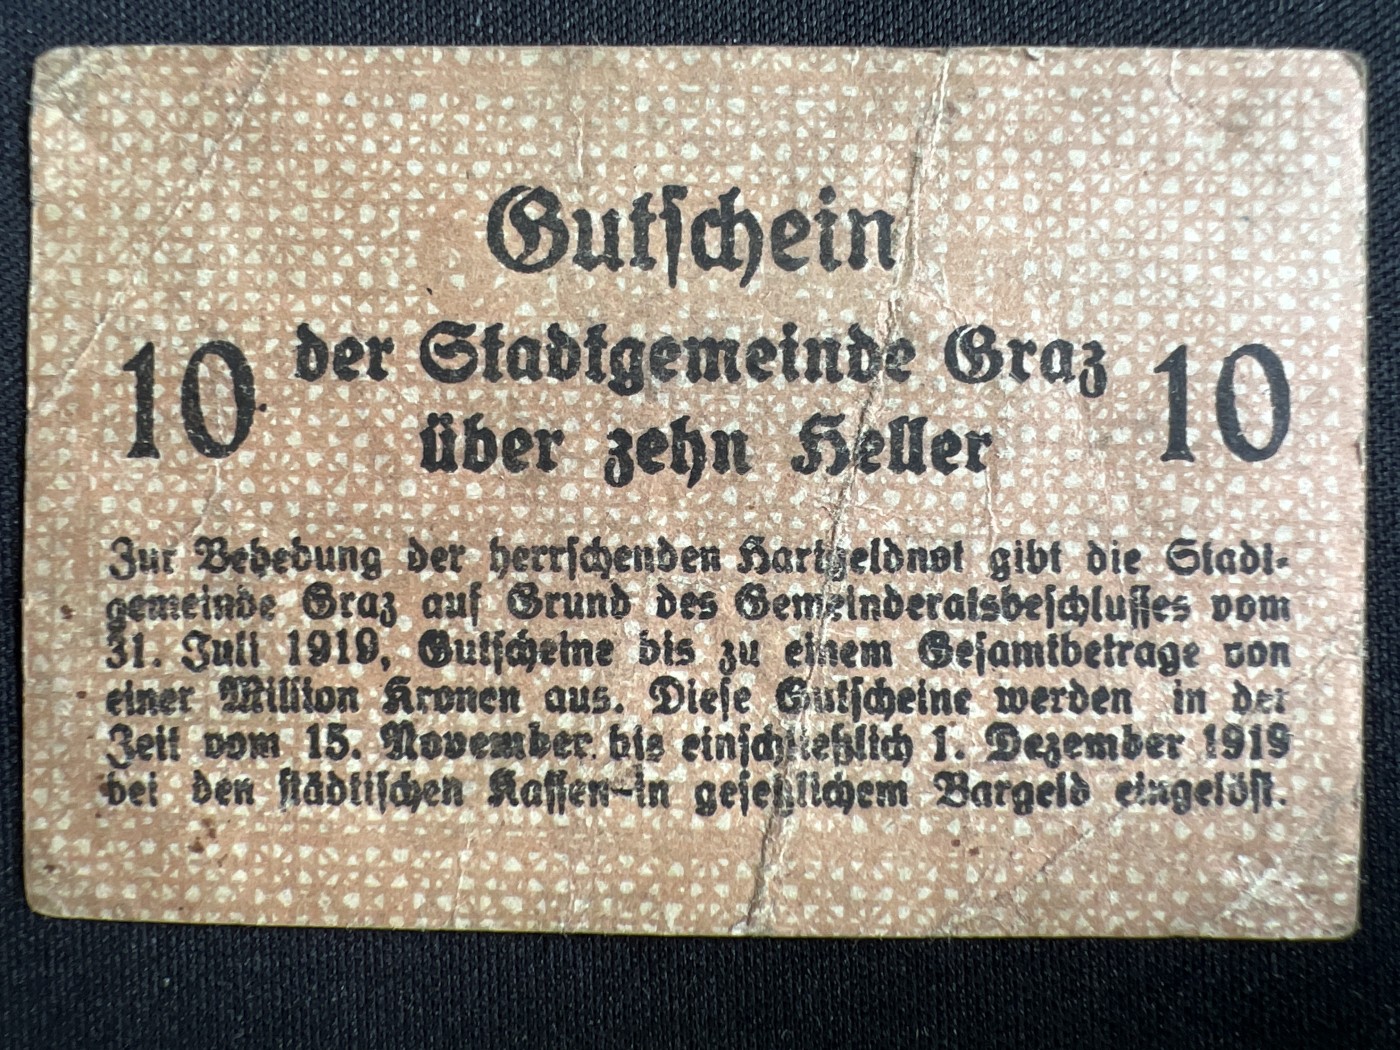 Gutschein
10 der Stadtgemeinde Graz 10
über zehn Heller
Zur Behebung der herrschenden Hartgeldnot gibt die Stadt-
gemeinde Graz auf Grund des Gemeinderatsbeschlusses vom
31. Juli 1919, Gutscheine bis zu einem Gesamtbetrage von
einer Million Kronen aus. Diese Gutscheine werden in der
Zeit vom 15. November bis einschließlich 1. Dezember 1919
bei den städtischen Kassen in gesetzlichem Bargeld eingelöst.